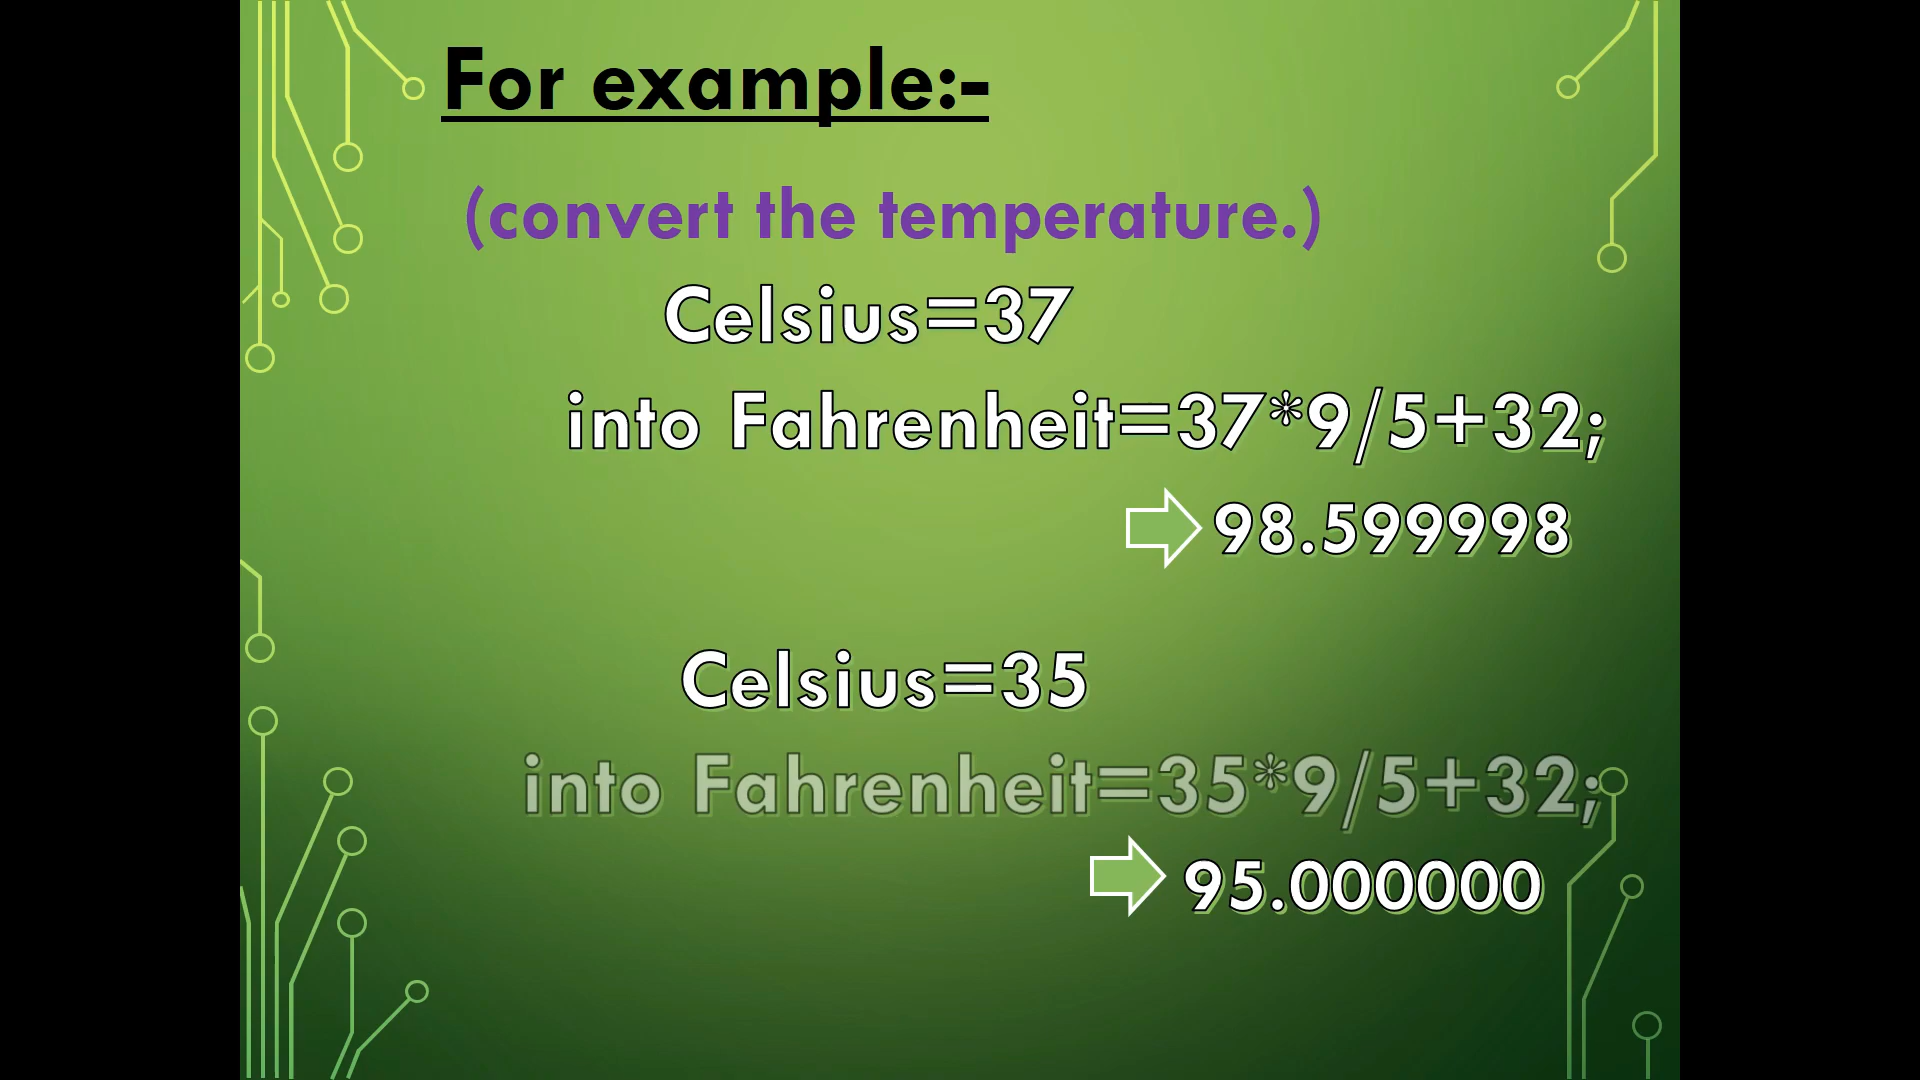 For example:-
(convert the temperature.)
Celsius=37
into Fahrenheit=37*9/5+32;
98.599998
Celsius=35
into Fahrenheit=35*9/5+32;
95.000000